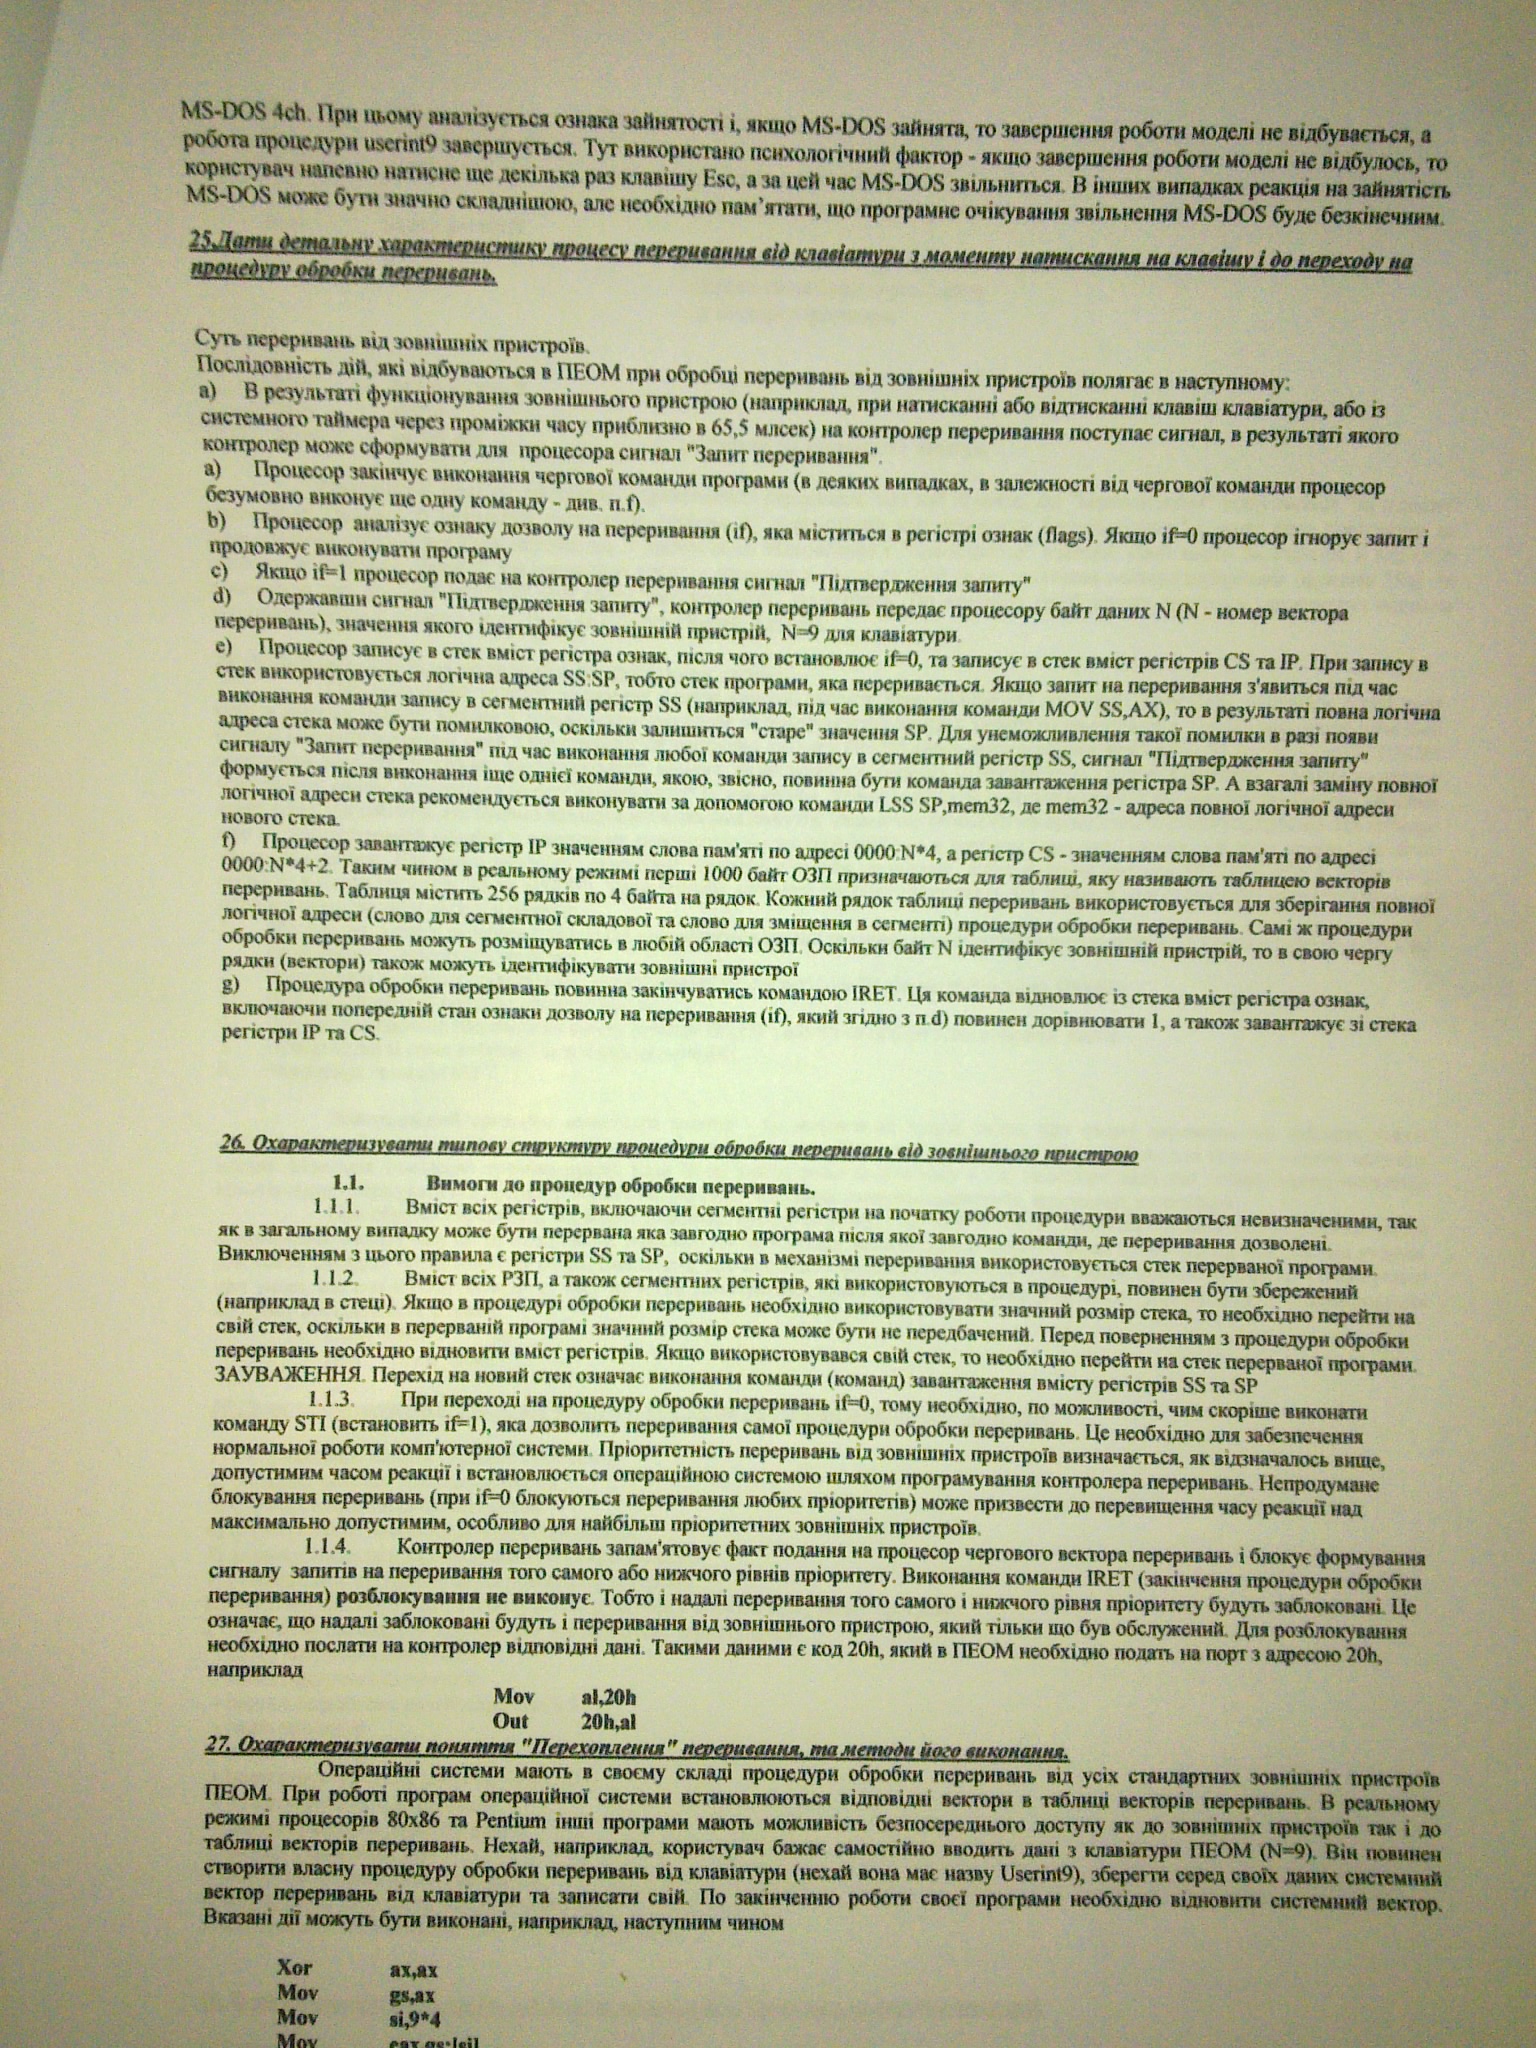 MS-DOS 4ch. При цьому аналізується ознака зайнятості і, якщо MS-DOS зайнята, то завершення роботи моделі не відбувається, а
робота процедури userint9 завершується. Тут використано психологічний фактор - якщо завершення роботи моделі не відбулось, то
користувач напевно натисне ще декілька раз клавішу Esc, а за цей час MS-DOS звільниться. В інших випадках реакція на зайнятість
MS-DOS може бути значно складнішою, але необхідно пам'ятати, що програмне очікування звільнення MS-DOS буде безкінечним.
25.Дати детальну характеристику процесу переривання від клавіатури з моменту натискання на клавішу і до переходу на
процедуру обробки переривань.
Суть переривань від зовнішніх пристроїв.
Послідовність дій, які відбуваються в ПЕОМ при обробці переривань від зовнішніх пристроїв полягає в наступному:
a) В результаті функціонування зовнішнього пристрою (наприклад, при натисканні або відтисканні клавіш клавіатури, або із
системного таймера через проміжки часу приблизно в 65,5 млсек) на контролер переривання поступає сигнал, в результаті якого
контролер може сформувати для процесора сигнал "Запит переривання".
a) Процесор закінчує виконання чергової команди програми (в деяких випадках, в залежності від чергової команди процесор
безумовно виконує ще одну команду - див. п.f).
b) Процесор аналізує ознаку дозволу на переривання (if), яка міститься в регістрі ознак (flags). Якщо if=0 процесор ігнорує запит і
продовжує виконувати програму
c) Якщо if=1 процесор подає на контролер переривання сигнал "Підтвердження запиту"
d) Одержавши сигнал "Підтвердження запиту", контролер переривань передає процесору байт даних N (N - номер вектора
переривань), значення якого ідентифікує зовнішній пристрій, N=9 для клавіатури.
e) Процесор записує в стек вміст регістра ознак, після чого встановлює if=0, та записує в стек вміст регістрів CS та IP. При запису в
стек використовується логічна адреса SS:SP, тобто стек програми, яка переривається. Якщо запит на переривання з'явиться під час
виконання команди запису в сегментний регістр SS (наприклад, під час виконання команди MOV SS,AX), то в результаті повна логічна
адреса стека може бути помилковою, оскільки залишиться "старе" значення SP. Для унеможливлення такої помилки в разі появи
сигналу "Запит переривання" під час виконання любої команди запису в сегментний регістр SS, сигнал "Підтвердження запиту"
формується після виконання іще однієї команди, якою, звісно, повинна бути команда завантаження регістра SP. А взагалі заміну повної
логічної адреси стека рекомендується виконувати за допомогою команди LSS SP,mem32, де mem32 - адреса повної логічної адреси
нового стека.
f) Процесор завантажує регістр IP значенням слова пам'яті по адресі 0000:N*4, а регістр CS - значенням слова пам'яті по адресі
0000:N*4+2. Таким чином в реальному режимі перші 1000 байт ОЗП призначаються для таблиці, яку називають таблицею векторів
переривань. Таблиця містить 256 рядків по 4 байта на рядок. Кожний рядок таблиці переривань використовується для зберігання повної
логічної адреси (слово для сегментної складової та слово для зміщення в сегменті) процедури обробки переривань. Самі ж процедури
обробки переривань можуть розміщуватись в любій області ОЗП. Оскільки байт N ідентифікує зовнішній пристрій, то в свою чергу
рядки (вектори) також можуть ідентифікувати зовнішні пристрої
g) Процедура обробки переривань повинна закінчуватись командою IRET. Ця команда відновлює із стека вміст регістра ознак,
включаючи попередній стан ознаки дозволу на переривання (if), який згідно з п.d) повинен дорівнювати 1, а також завантажує зі стека
регістри IP та CS.
26. Охарактеризувати типову структуру процедури обробки переривань від зовнішнього пристрою
1.1. Вимоги до процедур обробки переривань.
1.1.1. Вміст всіх регістрів, включаючи сегментні регістри на початку роботи процедури вважаються невизначеними, так
як в загальному випадку може бути перервана яка завгодно програма після якої завгодно команди, де переривання дозволені.
Виключенням з цього правила є регістри SS та SP, оскільки в механізмі переривання використовується стек перерваної програми.
1.1.2. Вміст всіх РЗП, а також сегментних регістрів, які використовуються в процедурі, повинен бути збережений
(наприклад в стеці). Якщо в процедурі обробки переривань необхідно використовувати значний розмір стека, то необхідно перейти на
свій стек, оскільки в перерваній програмі значний розмір стека може бути не передбачений. Перед поверненням з процедури обробки
переривань необхідно відновити вміст регістрів. Якщо використовувався свій стек, то необхідно перейти на стек перерваної програми.
ЗАУВАЖЕННЯ. Перехід на новий стек означає виконання команди (команд) завантаження вмісту регістрів SS та SP
1.1.3. При переході на процедуру обробки переривань if=0, тому необхідно, по можливості, чим скоріше виконати
команду STI (встановить if=1), яка дозволить переривання самої процедури обробки переривань. Це необхідно для забезпечення
нормальної роботи комп'ютерної системи. Пріоритетність переривань від зовнішніх пристроїв визначається, як відзначалось вище,
допустимим часом реакції і встановлюється операційною системою шляхом програмування контролера переривань. Непродумане
блокування переривань (при if=0 блокуються переривання любих пріоритетів) може призвести до перевищення часу реакції над
максимально допустимим, особливо для найбільш пріоритетних зовнішніх пристроїв.
1.1.4. Контролер переривань запам'ятовує факт подання на процесор чергового вектора переривань і блокує формування
сигналу запитів на переривання того самого або нижчого рівнів пріоритету. Виконання команди IRET (закінчення процедури обробки
переривання) розблокування не виконує. Тобто і надалі переривання того самого і нижчого рівня пріоритету будуть заблоковані. Це
означає, що надалі заблоковані будуть і переривання від зовнішнього пристрою, який тільки що був обслужений. Для розблокування
необхідно послати на контролер відповідні дані. Такими даними є код 20h, який в ПЕОМ необхідно подать на порт з адресою 20h,
наприклад
Mov al,20h
Out 20h,al
27. Охарактеризувати поняття "Перехоплення" переривання, та методи його виконання.
Операційні системи мають в своєму складі процедури обробки переривань від усіх стандартних зовнішніх пристроїв
ПЕОМ. При роботі програм операційної системи встановлюються відповідні вектори в таблиці векторів переривань. В реальному
режимі процесорів 80x86 та Pentium інші програми мають можливість безпосереднього доступу як до зовнішніх пристроїв так і до
таблиці векторів переривань. Нехай, наприклад, користувач бажає самостійно вводить дані з клавіатури ПЕОМ (N=9). Він повинен
створити власну процедуру обробки переривань від клавіатури (нехай вона має назву Userint9), зберегти серед своїх даних системний
вектор переривань від клавіатури та записати свій. По закінченню роботи своєї програми необхідно відновити системний вектор.
Вказані дії можуть бути виконані, наприклад, наступним чином
Xor ax,ax
Mov gs,ax
Mov si,9*4
Mov eax,gs:[si]